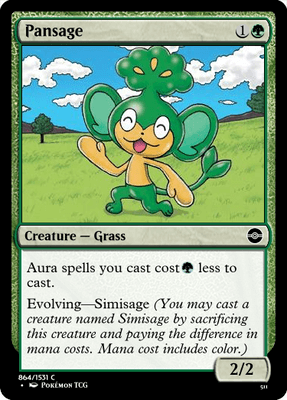 Pansage 1
Creature — Grass
Aura spells you cast cost less to
cast.
Evolving—Simisage (You may cast a
creature named Simisage by sacrificing
this creature and paying the difference in
mana costs. Mana cost includes color.)
2/2
864/1531 C
• Pokémon TCG